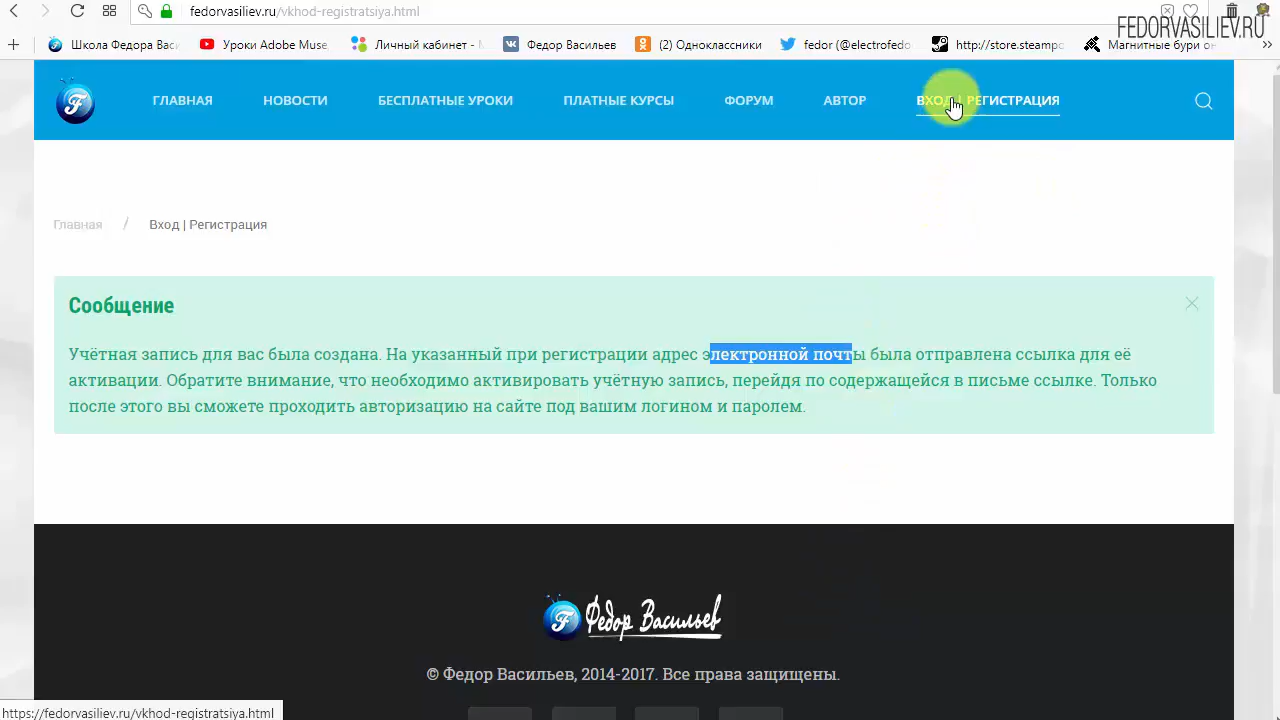 fedorvasiliev.ru/vkhod-registratsiya.html
FEDORVASILIEV.RU
Школа Федора Васи
Уроки Adobe Muse,
Личный кабинет - М
Федор Васильев
(2) Одноклассники
fedor (@electrofedo
http://store.steampo
Магнитные бури он
ГЛАВНАЯ
НОВОСТИ
БЕСПЛАТНЫЕ УРОКИ
ПЛАТНЫЕ КУРСЫ
ФОРУМ
АВТОР
ВХОД | РЕГИСТРАЦИЯ
Главная / Вход | Регистрация
Сообщение
Учётная запись для вас была создана. На указанный при регистрации адрес электронной почты была отправлена ссылка для её
активации. Обратите внимание, что необходимо активировать учётную запись, перейдя по содержащейся в письме ссылке. Только
после этого вы сможете проходить авторизацию на сайте под вашим логином и паролем.
Федор Васильев
© Федор Васильев, 2014-2017. Все права защищены.
https://fedorvasiliev.ru/vkhod-registratsiya.html